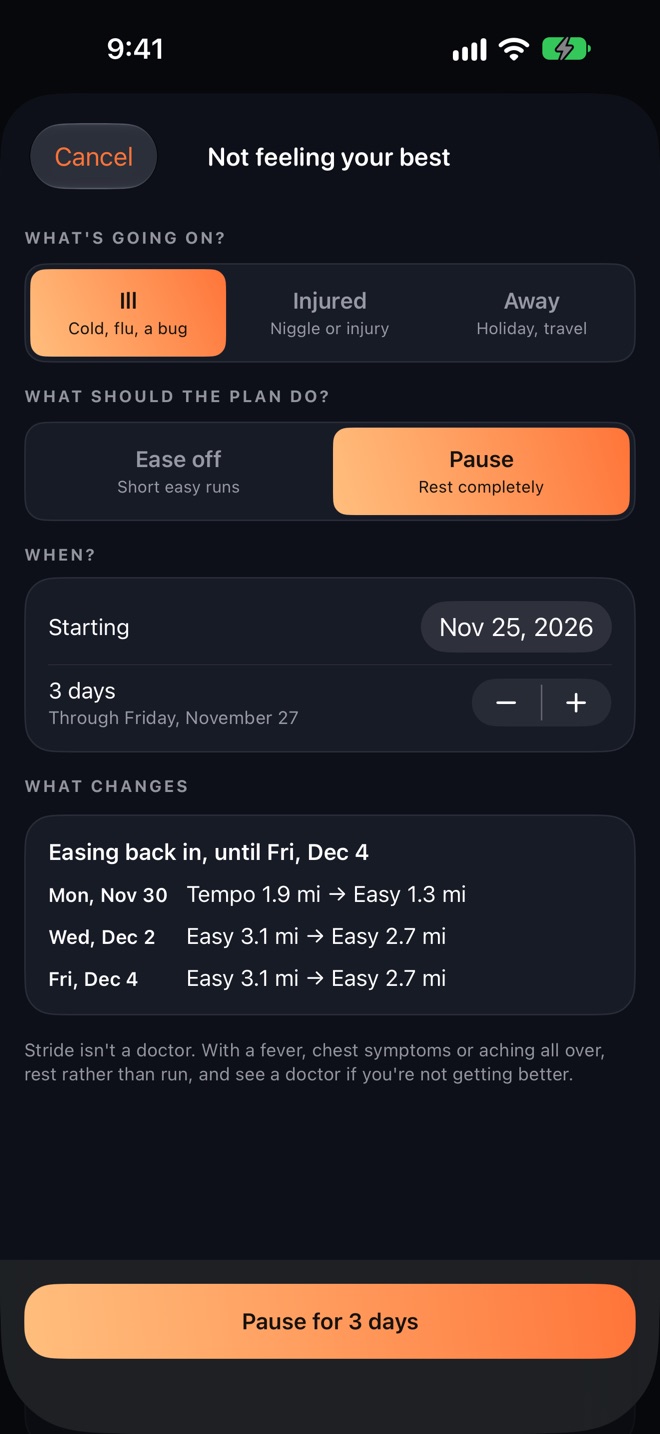 9:41
Cancel
Not feeling your best
WHAT'S GOING ON?
Ill
Cold, flu, a bug
Injured
Niggle or injury
Away
Holiday, travel
WHAT SHOULD THE PLAN DO?
Ease off
Short easy runs
Pause
Rest completely
WHEN?
Starting
Nov 25, 2026
3 days
Through Friday, November 27
WHAT CHANGES
Easing back in, until Fri, Dec 4
Mon, Nov 30 Tempo 1.9 mi → Easy 1.3 mi
Wed, Dec 2 Easy 3.1 mi → Easy 2.7 mi
Fri, Dec 4 Easy 3.1 mi → Easy 2.7 mi
Stride isn't a doctor. With a fever, chest symptoms or aching all over,
rest rather than run, and see a doctor if you're not getting better.
Pause for 3 days